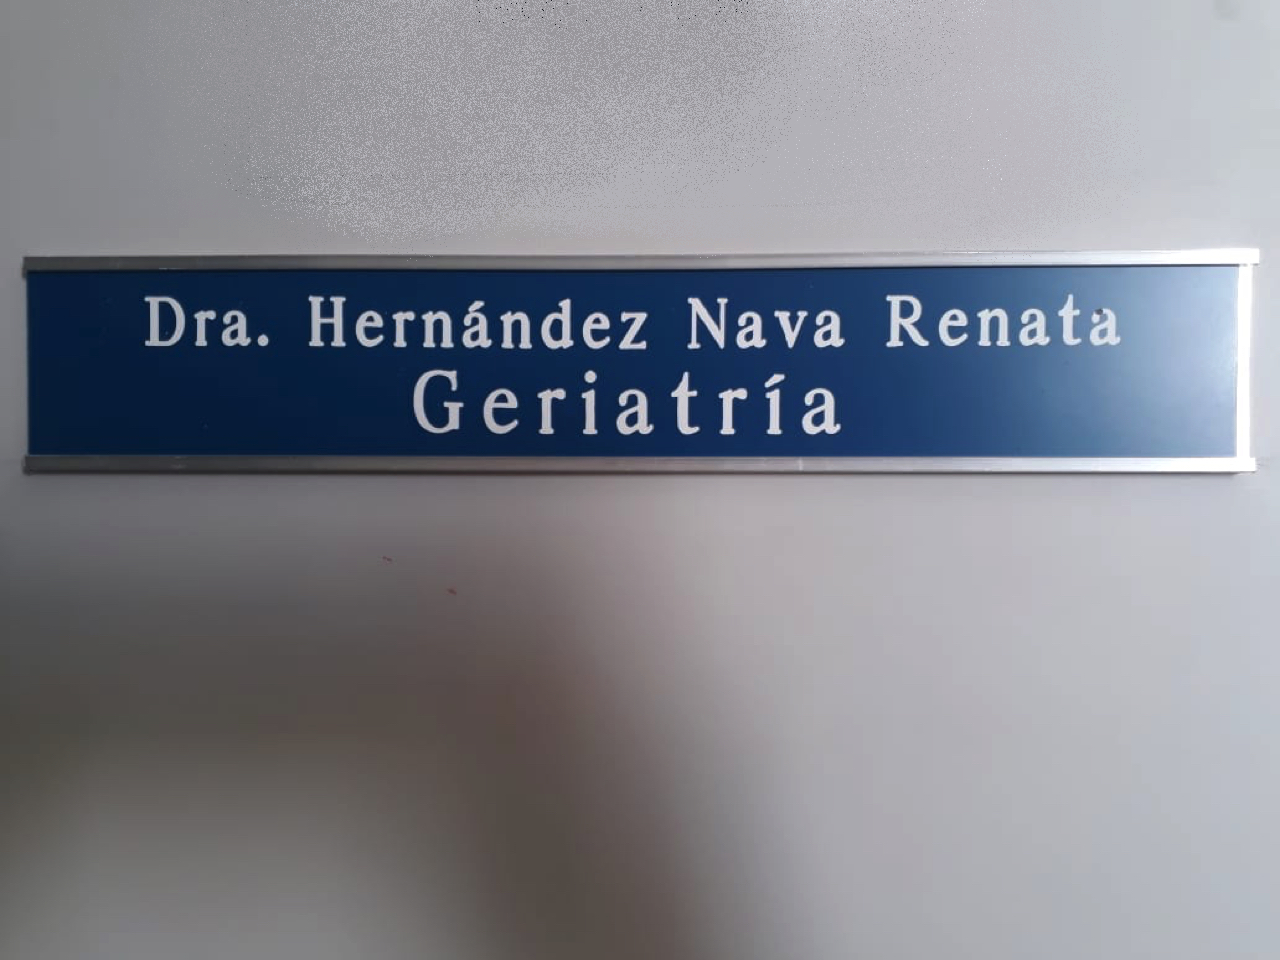 Dra. Hernández Nava Renata
Geriatría